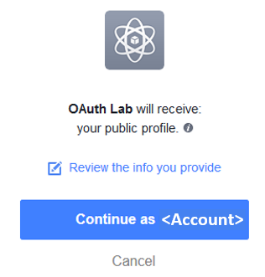 OAuth Lab will receive:
your public profile.
Review the info you provide
Continue as <Account>
Cancel